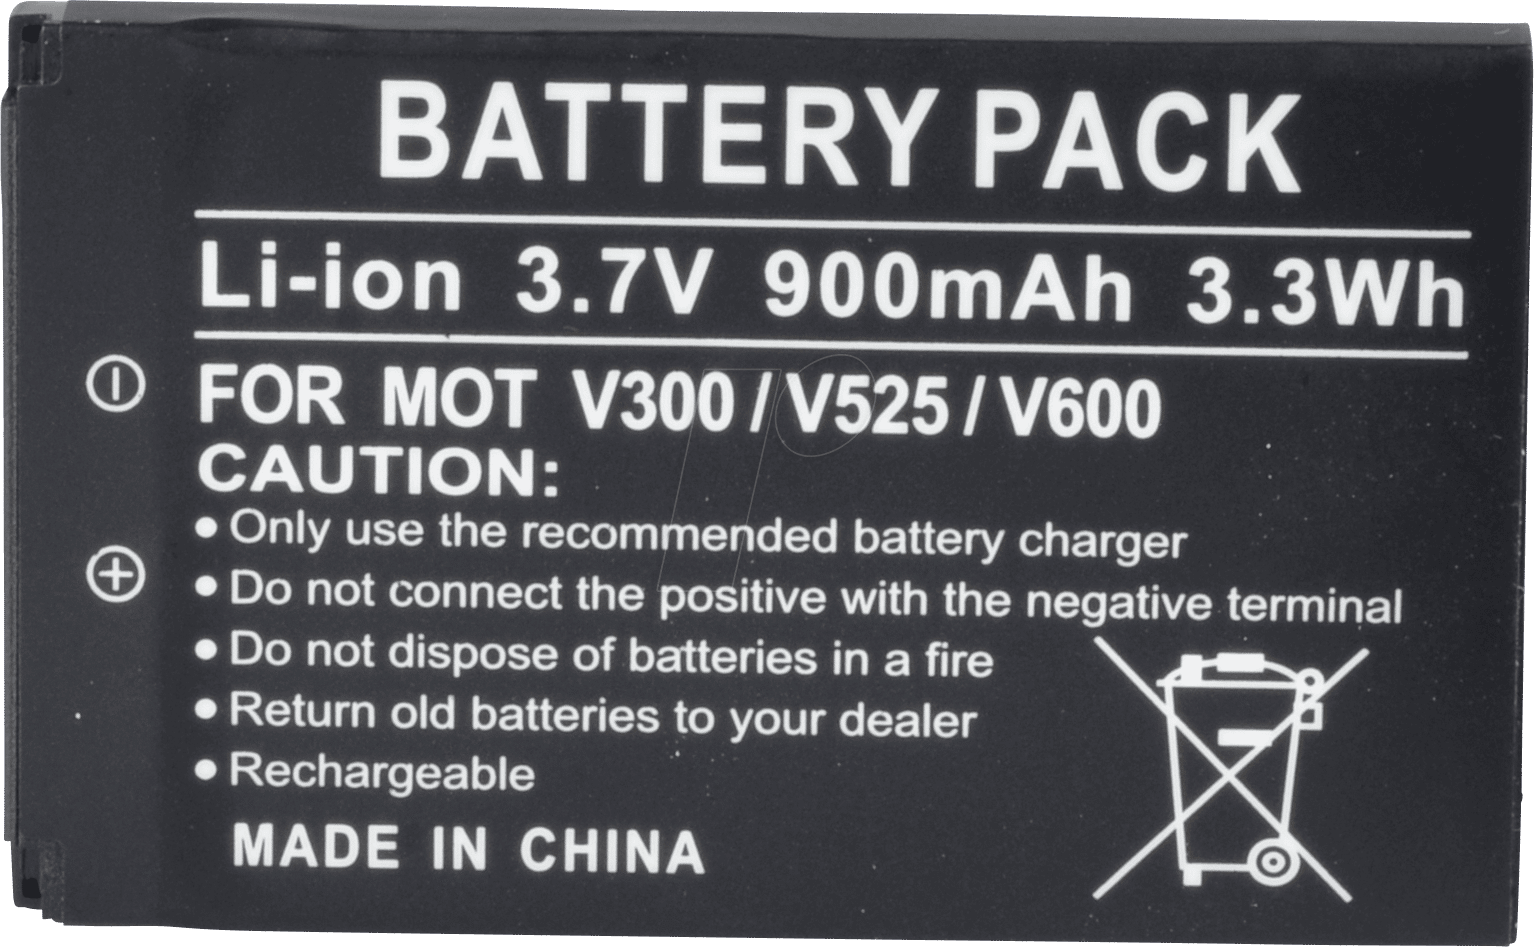 BATTERY PACK
Li-ion 3.7V 900mAh 3.3Wh
FOR MOT V300 / V525 / V600
CAUTION:
• Only use the recommended battery charger
• Do not connect the positive with the negative terminal
• Do not dispose of batteries in a fire
• Return old batteries to your dealer
• Rechargeable
MADE IN CHINA